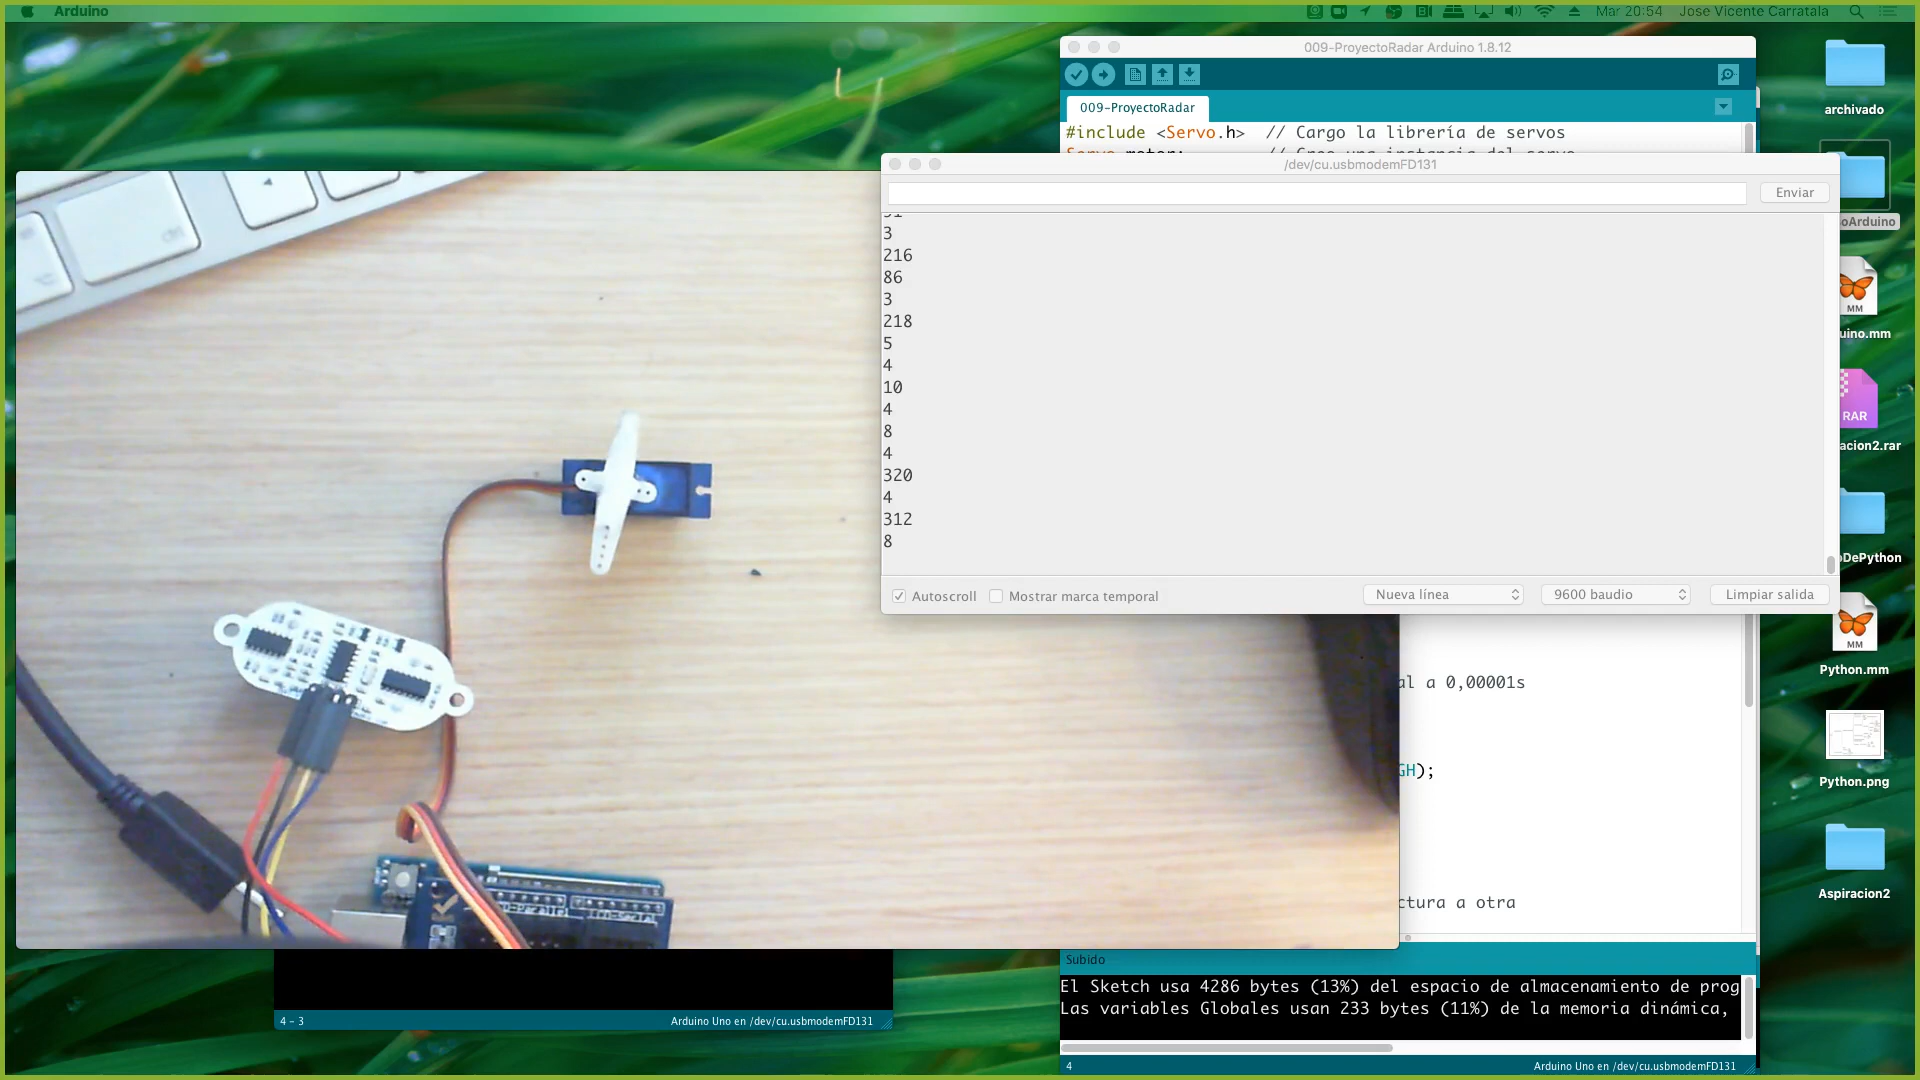 Arduino
Mar 20:54 Jose Vicente Carratala
009-ProyectoRadar Arduino 1.8.12
009-ProyectoRadar
#include <Servo.h>  // Cargo la librería de servos
/dev/cu.usbmodemFD131
Enviar
3
216
86
3
218
5
4
10
4
8
4
320
4
312
8
Autoscroll
Mostrar marca temporal
Nueva línea
9600 baudio
Limpiar salida
al a 0,00001s
GH);
ctura a otra
Subido
El Sketch usa 4286 bytes (13%) del espacio de almacenamiento de prog
Las variables Globales usan 233 bytes (11%) de la memoria dinámica,
4
Arduino Uno en /dev/cu.usbmodemFD131
4 - 3
Arduino Uno en /dev/cu.usbmodemFD131
archivado
oArduino
MM
uino.mm
RAR
acion2.rar
DePython
MM
Python.mm
Python.png
Aspiracion2